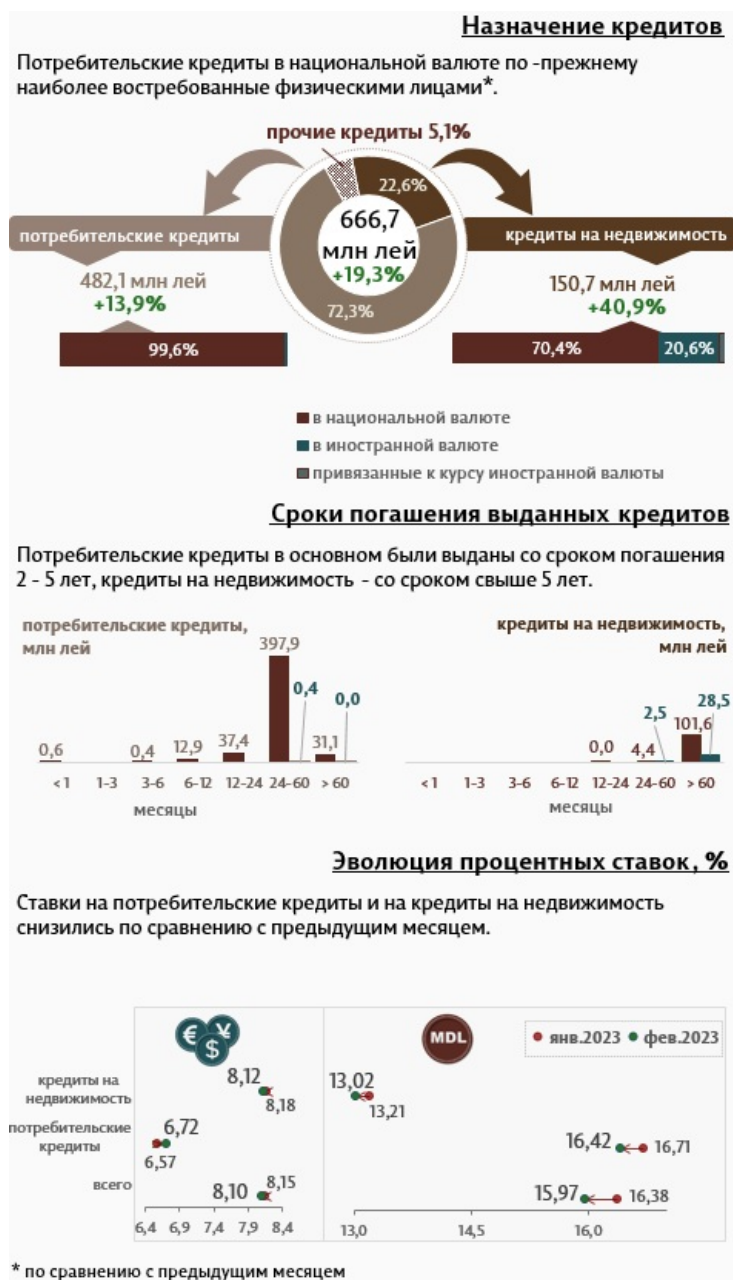 Назначение кредитов
Потребительские кредиты в национальной валюте по -прежнему
наиболее востребованные физическими лицами*.
прочие кредиты 5,1%
22,6%
666,7
млн лей
+19,3%
72,3%
потребительские кредиты
482,1 млн лей
+13,9%
99,6%
кредиты на недвижимость
150,7 млн лей
+40,9%
70,4%
20,6%
в национальной валюте
в иностранной валюте
привязанные к курсу иностранной валюты
Сроки погашения выданных кредитов
Потребительские кредиты в основном были выданы со сроком погашения
2 - 5 лет, кредиты на недвижимость - со сроком свыше 5 лет.
потребительские кредиты,
млн лей
397,9
0,4
0,0
0,6
0,4
12,9
37,4
31,1
<1 1-3 3-6 6-12 12-24 24-60 >60
месяцы
кредиты на недвижимость,
млн лей
28,5
2,5
101,6
0,0
4,4
<1 1-3 3-6 6-12 12-24 24-60 >60
месяцы
Эволюция процентных ставок, %
Ставки на потребительские кредиты и на кредиты на недвижимость
снизились по сравнению с предыдущим месяцем.
€ ¥ $
MDL
янв.2023 фев.2023
кредиты на
недвижимость
8,12
8,18
13,02
13,21
потребительские
кредиты
6,72
6,57
16,42
16,71
всего
8,10
8,15
15,97
16,38
6,4 6,9 7,4 7,9 8,4
13,0 14,5 16,0
* по сравнению с предыдущим месяцем